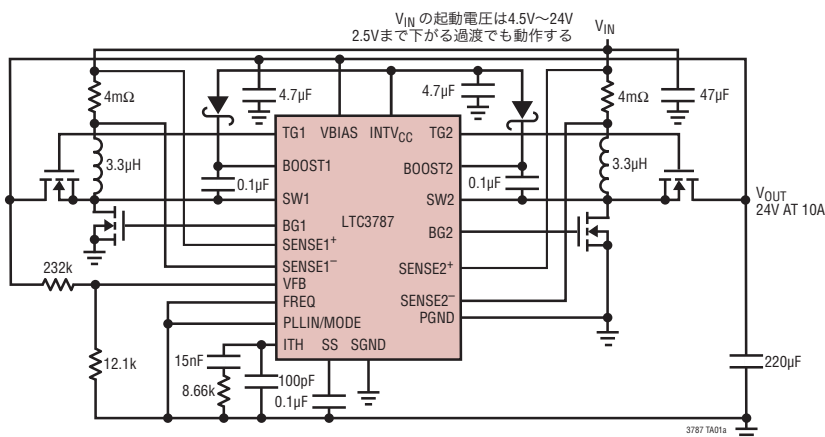 VIN の起動電圧は4.5V～24V
2.5Vまで下がる過渡でも動作する
VIN
4mΩ
4.7µF
4.7µF
4mΩ
47µF
TG1
VBIAS
INTVCC
TG2
3.3µH
BOOST1
BOOST2
3.3µH
0.1µF
0.1µF
SW1
SW2
VOUT
24V AT 10A
LTC3787
BG1
BG2
SENSE1+
SENSE1–
SENSE2+
232k
VFB
FREQ
SENSE2–
PLLIN/MODE
PGND
ITH
SS
SGND
12.1k
15nF
8.66k
100pF
0.1µF
220µF
3787 TA01a